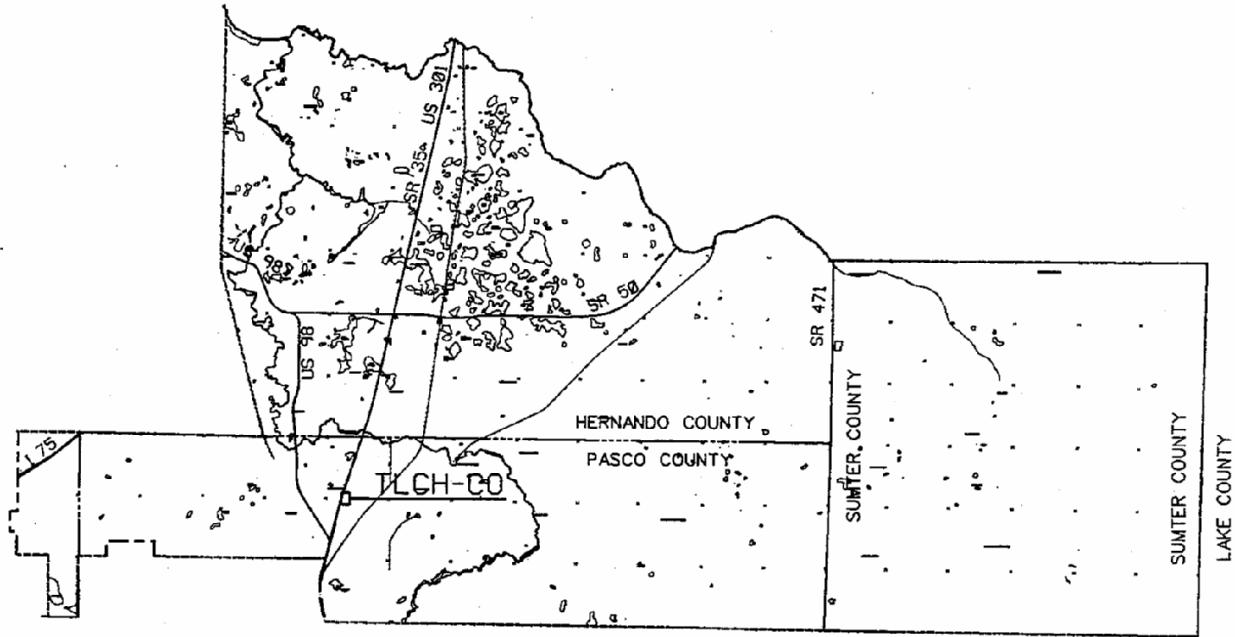 US 301
SR 35
98
SR 50
US 98
SR 471
I 75
HERNANDO COUNTY
PASCO COUNTY
SUMTER COUNTY
SUMTER COUNTY
LAKE COUNTY
TLCH-CO